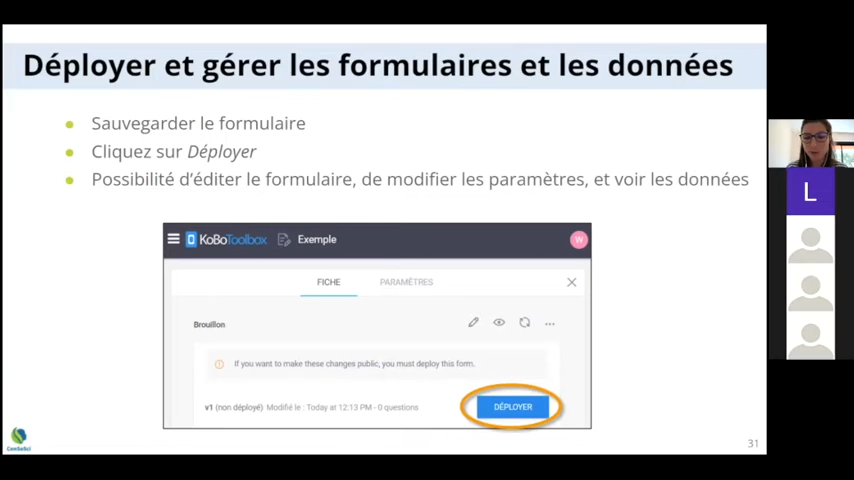 Déployer et gérer les formulaires et les données
Sauvegarder le formulaire
Cliquez sur Déployer
Possibilité d'éditer le formulaire, de modifier les paramètres, et voir les données
KoBoToolbox Exemple W
FICHE PARAMÈTRES
Brouillon
If you want to make these changes public, you must deploy this form.
v1 (non déployé) Modifié le : Today at 12:13 PM - 0 questions DÉPLOYER
L
CartOSci
31